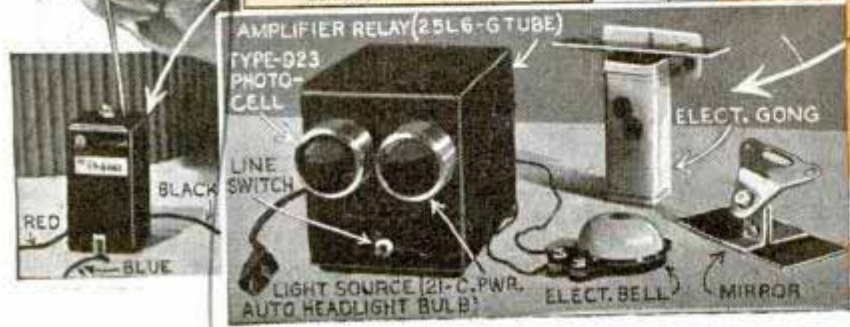 AMPLIFIER RELAY (25L6-G TUBE)
TYPE-D23
PHOTO-
CELL
LINE
SWITCH
BLACK
RED
BLUE
ELECT. GONG
LIGHT SOURCE (21-C. PWR.
AUTO HEADLIGHT BULB)
ELECT. BELL
MIRROR